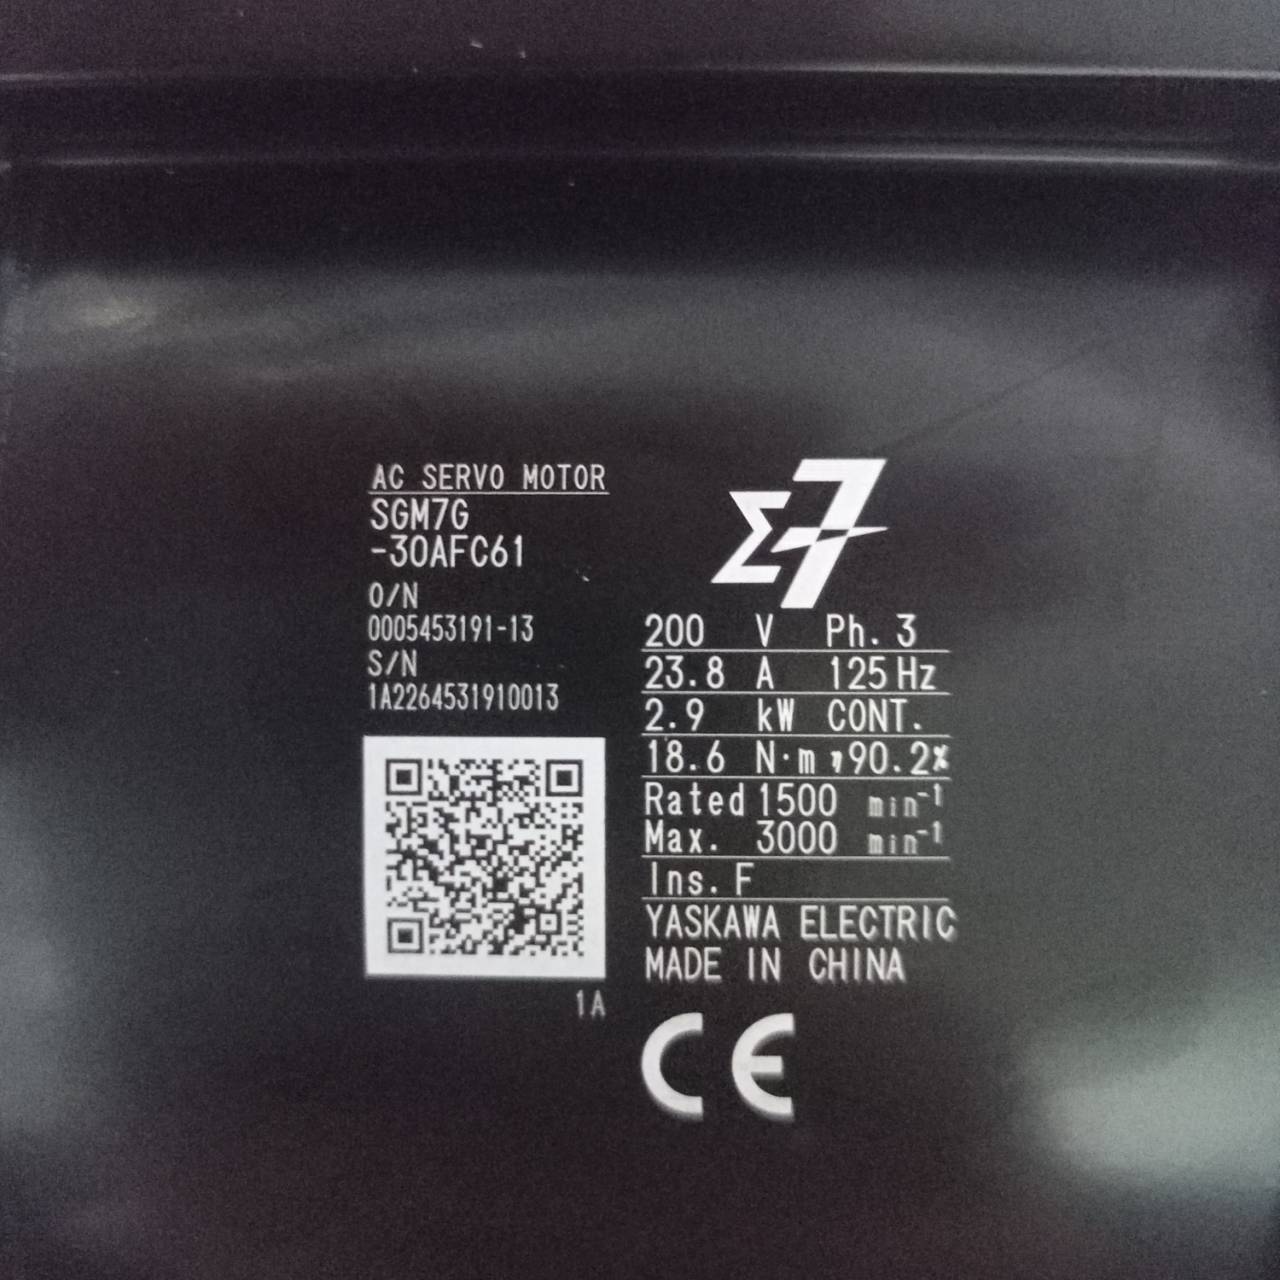 AC SERVO MOTOR
SGM7G
-30AFC61
O/N
0005453191-13
S/N
1A2264531910013
1A
Σ7
200 V Ph. 3
23.8 A 125 Hz
2.9 kW CONT.
18.6 N·m η90.2%
Rated 1500 min⁻¹
Max. 3000 min⁻¹
Ins. F
YASKAWA ELECTRIC
MADE IN CHINA
CE